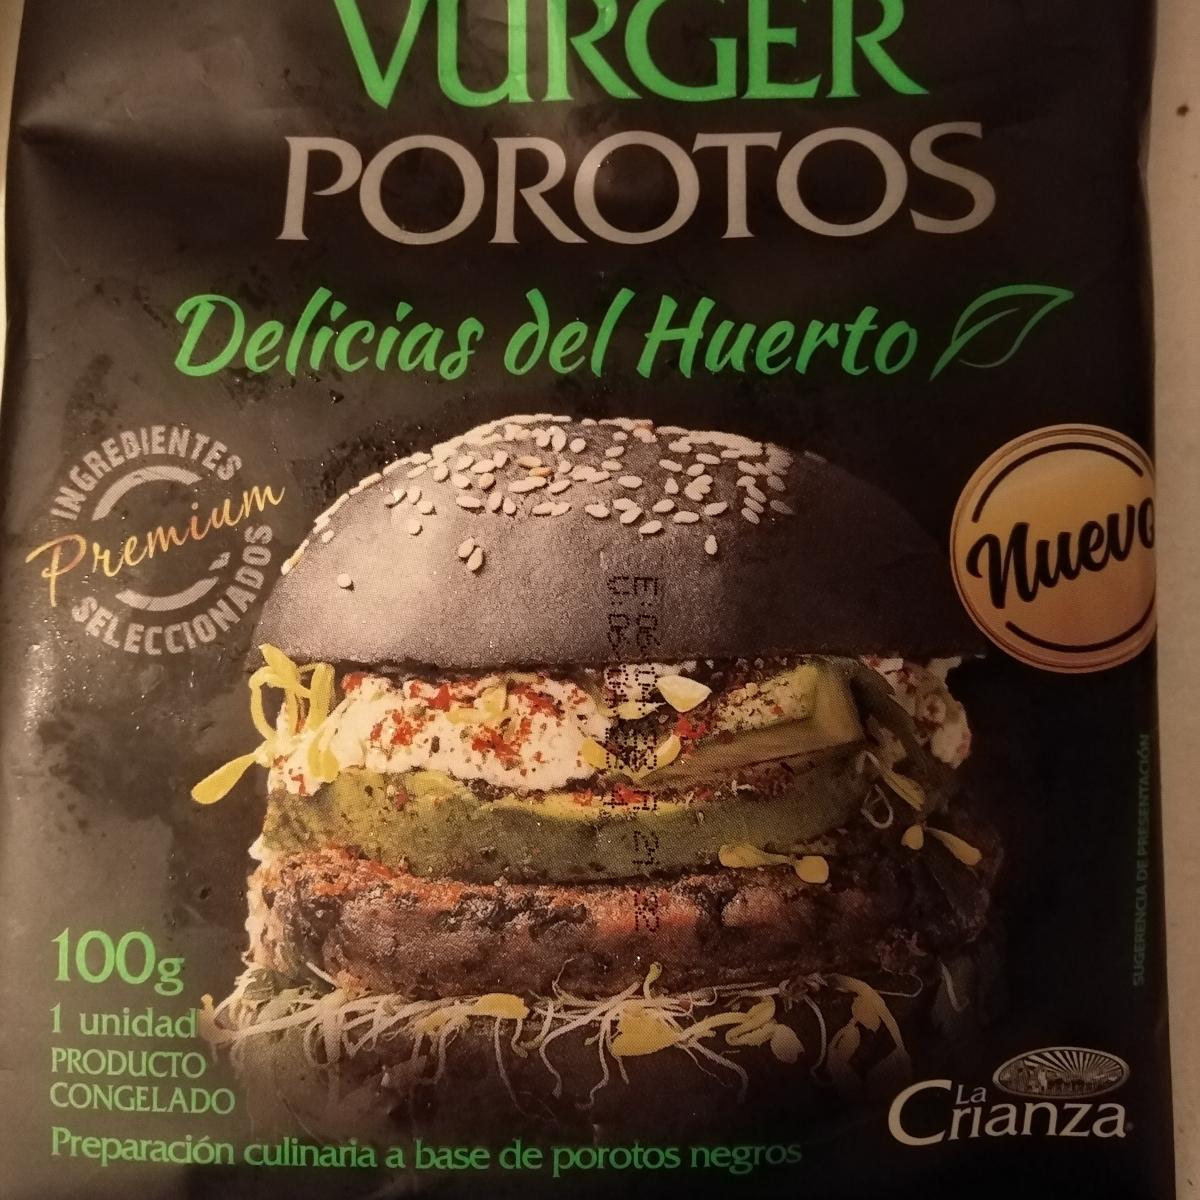 VURGER
POROTOS
Delicias del Huerto
INGREDIENTES
Premium
SELECCIONADOS
Nuevo
SUGERENCIA DE PRESENTACIÓN
100g
1 unidad
PRODUCTO
CONGELADO
Preparación culinaria a base de porotos negros
La
Crianza